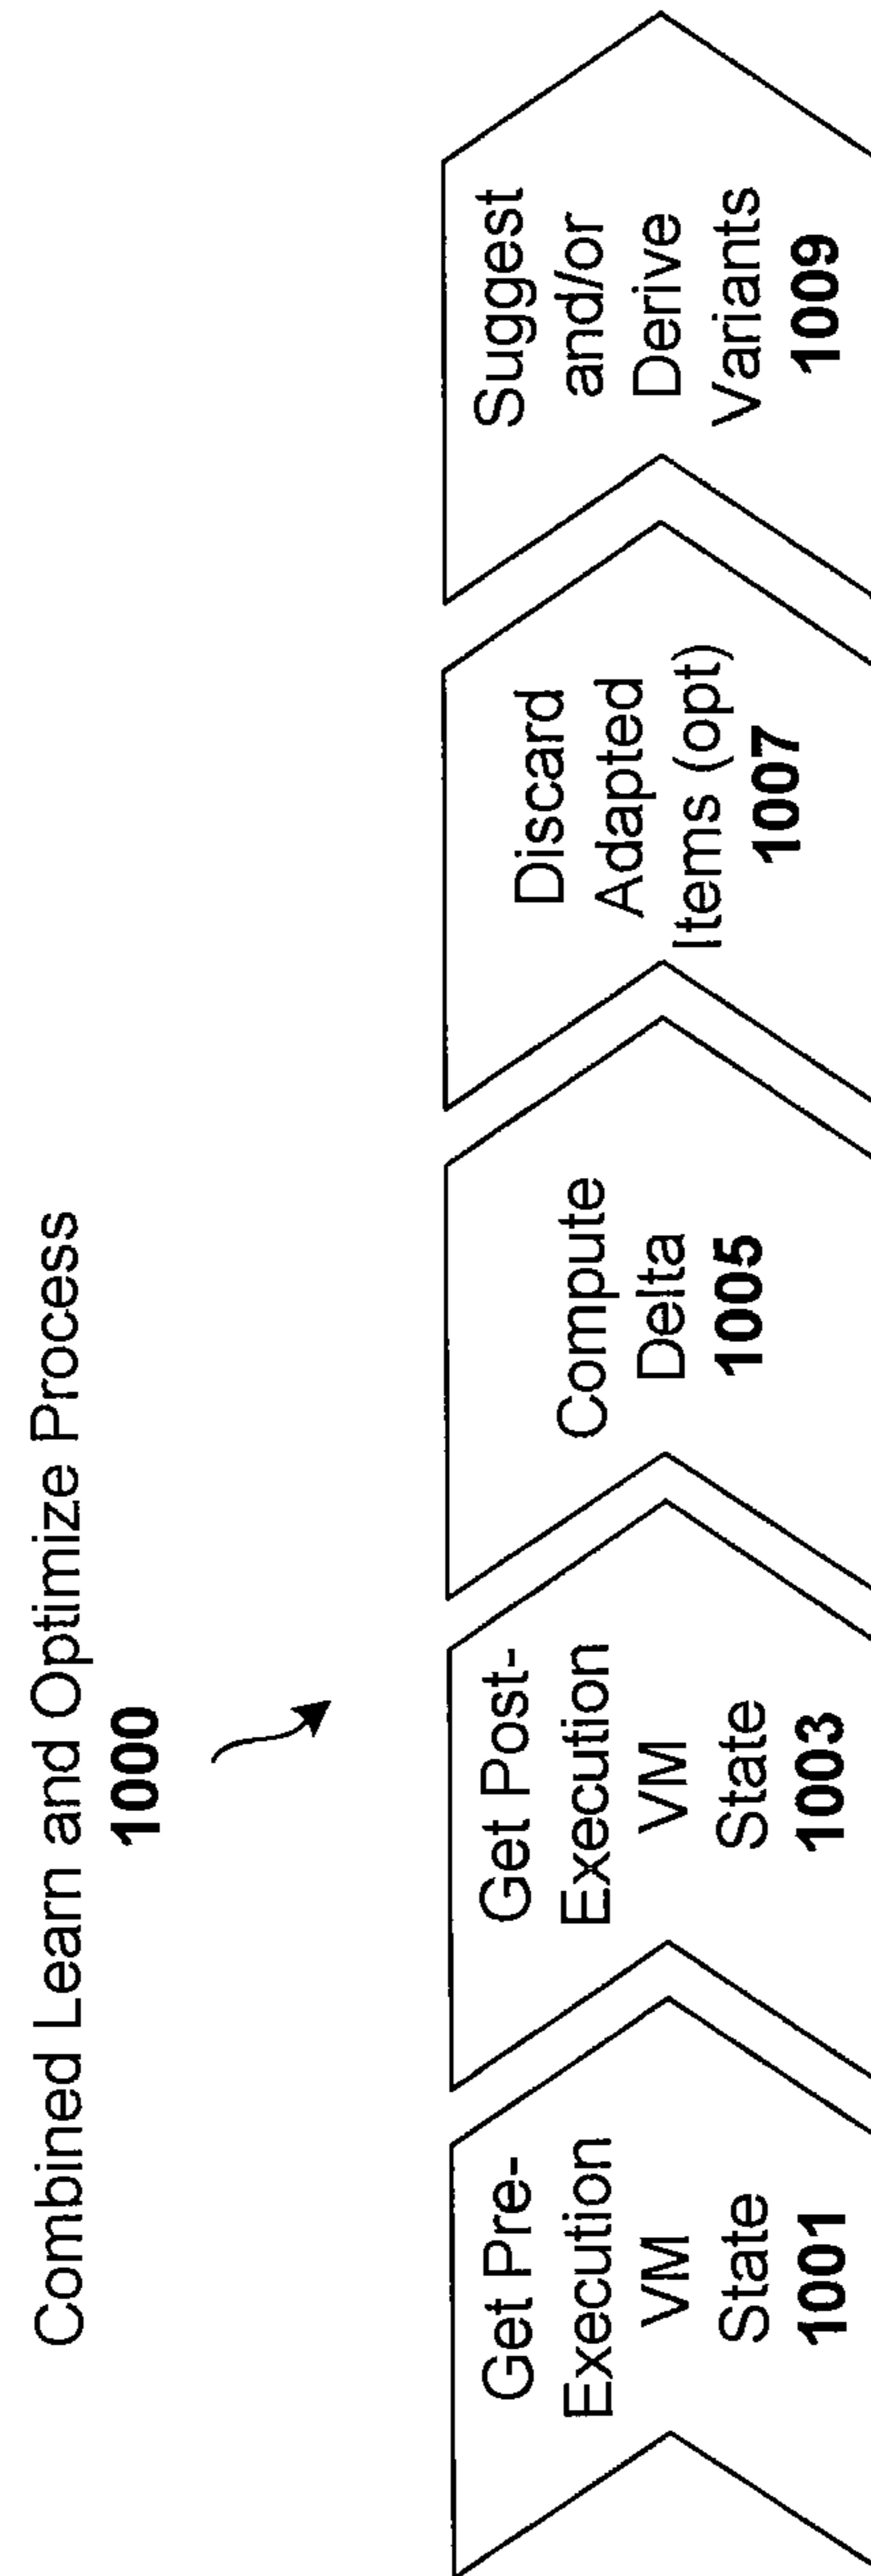 Combined Learn and Optimize Process
1000
Get Pre-
Execution
VM
State
1001
Get Post-
Execution
VM
State
1003
Compute
Delta
1005
Discard
Adapted
Items (opt)
1007
Suggest
and/or
Derive
Variants
1009